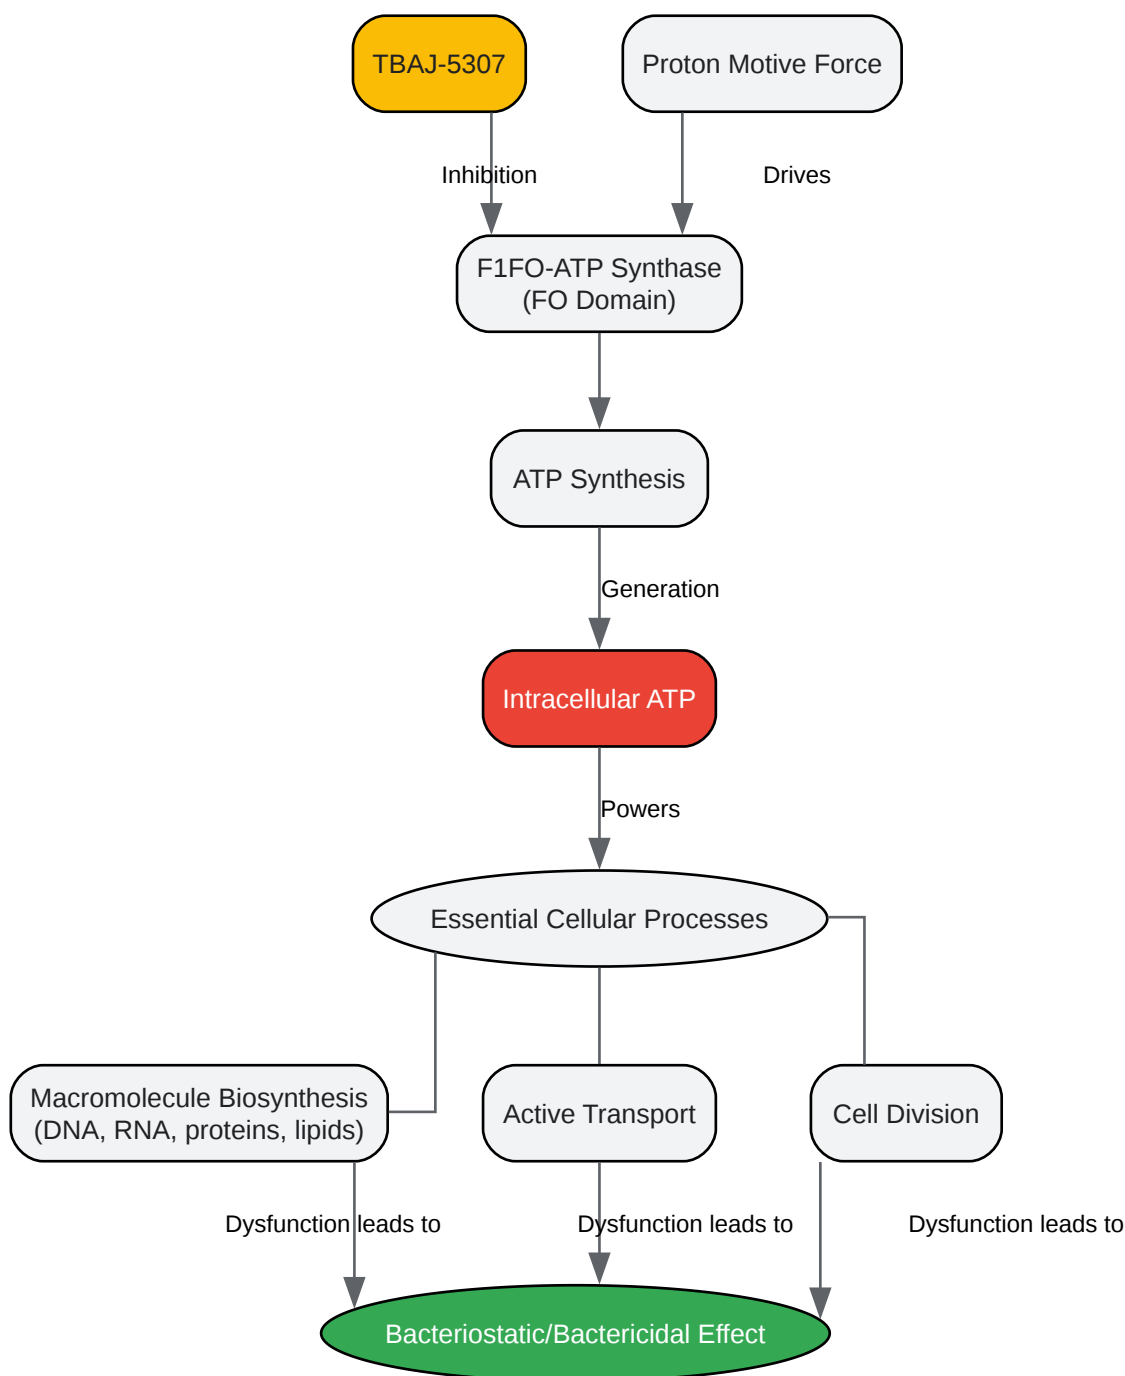 TBAJ-5307
Proton Motive Force
Inhibition
Drives
F1FO-ATP Synthase
(FO Domain)
ATP Synthesis
Generation
Intracellular ATP
Powers
Essential Cellular Processes
Macromolecule Biosynthesis
(DNA, RNA, proteins, lipids)
Active Transport
Cell Division
Dysfunction leads to
Dysfunction leads to
Dysfunction leads to
Bacteriostatic/Bactericidal Effect